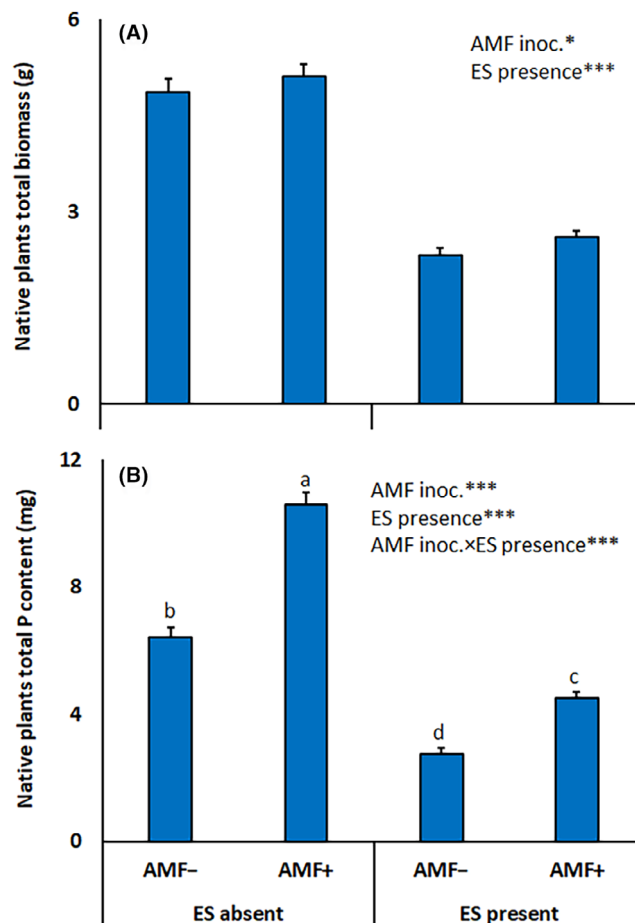 (A)
AMF inoc.*
ES presence***
Native plants total biomass (g)
6
3
0
(B)
AMF inoc.***
ES presence***
AMF inoc.×ES presence***
Native plants total P content (mg)
12
8
4
0
b
a
d
c
AMF− AMF+ AMF− AMF+
ES absent ES present